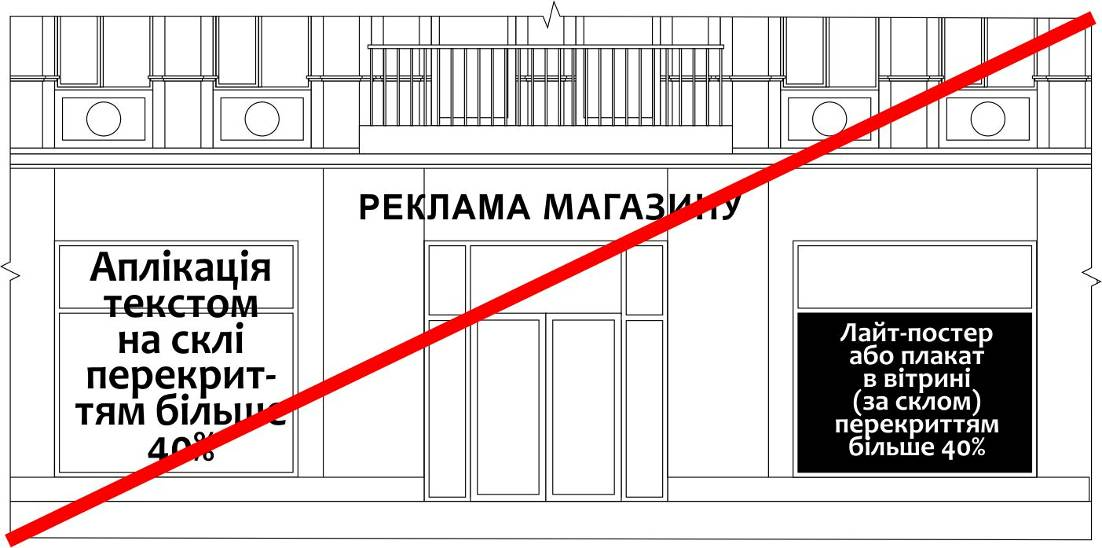 РЕКЛАМА МАГАЗИНУ
Аплікація
текстом
на склі
перекрит-
тям більше
40%
Лайт-постер
або плакат
в вітрині
(за склом)
перекриттям
більше 40%